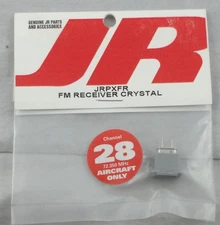 GENUINE JR PARTS
AND ACCESSORIES
JR
JRPXFR
FM RECEIVER CRYSTAL
Channel
28
72.350 MHz
AIRCRAFT
ONLY